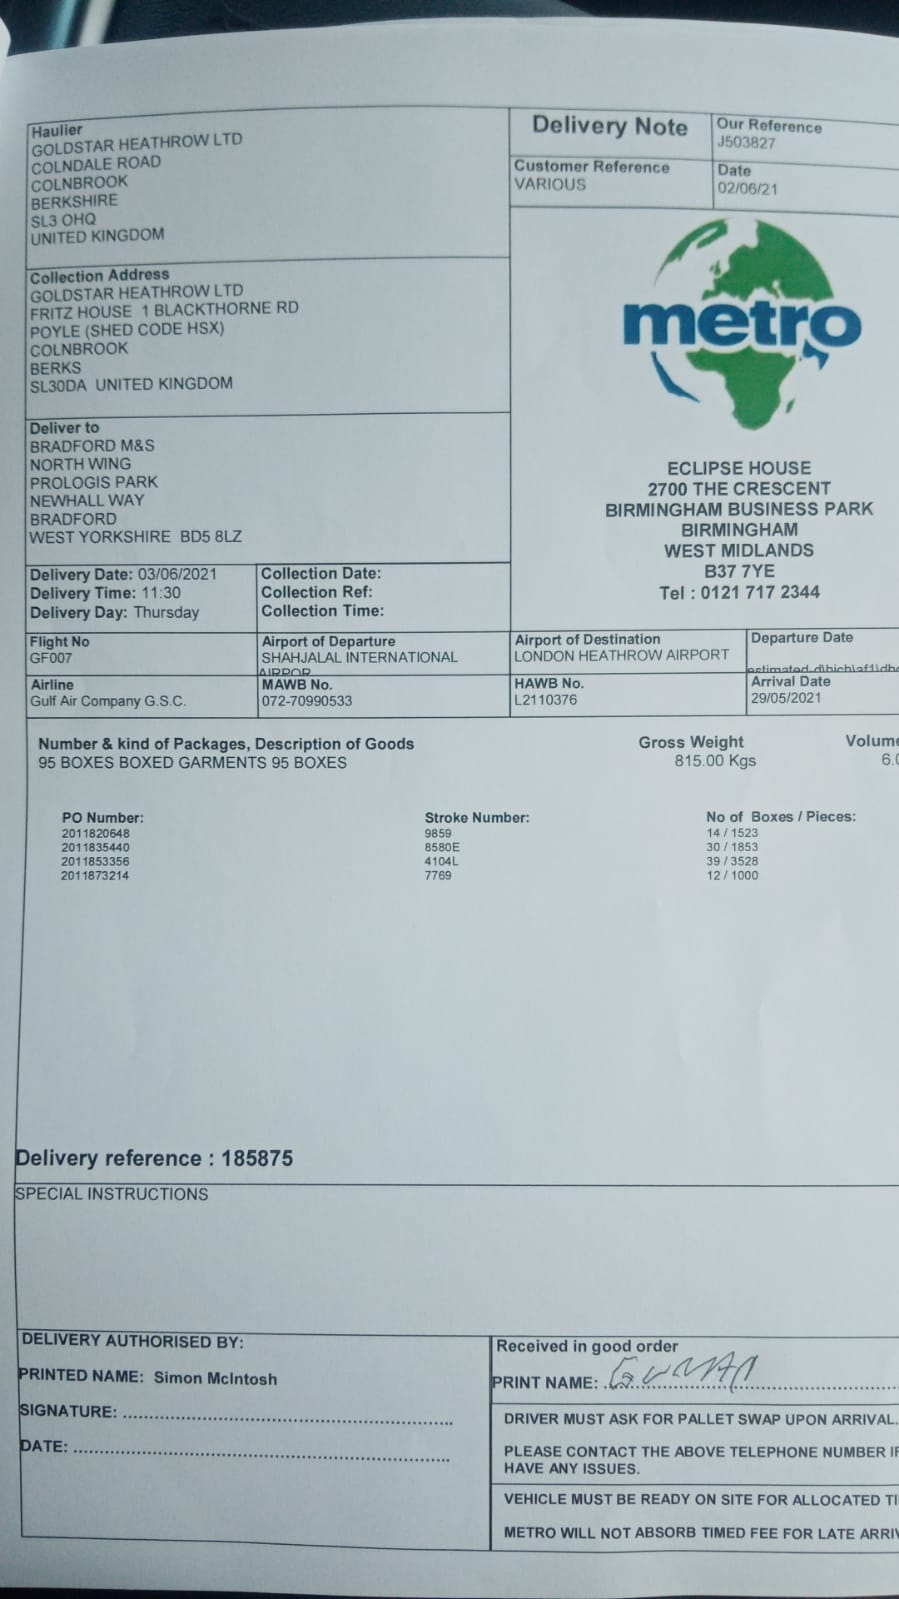 Haulier
GOLDSTAR HEATHROW LTD
COLNDALE ROAD
COLNBROOK
BERKSHIRE
SL3 OHQ
UNITED KINGDOM
Delivery Note
Our Reference
J503827
Customer Reference
VARIOUS
Date
02/06/21
Collection Address
GOLDSTAR HEATHROW LTD
FRITZ HOUSE 1 BLACKTHORNE RD
POYLE (SHED CODE HSX)
COLNBROOK
BERKS
SL30DA UNITED KINGDOM
metro
Deliver to
BRADFORD M&S
NORTH WING
PROLOGIS PARK
NEWHALL WAY
BRADFORD
WEST YORKSHIRE BD5 8LZ
ECLIPSE HOUSE
2700 THE CRESCENT
BIRMINGHAM BUSINESS PARK
BIRMINGHAM
WEST MIDLANDS
B37 7YE
Tel : 0121 717 2344
Delivery Date: 03/06/2021
Delivery Time: 11:30
Delivery Day: Thursday
Collection Date:
Collection Ref:
Collection Time:
Flight No
GF007
Airport of Departure
SHAHJALAL INTERNATIONAL
AIRPOR
Airport of Destination
LONDON HEATHROW AIRPORT
Departure Date
Airline
Gulf Air Company G.S.C.
MAWB No.
072-70990533
HAWB No.
L2110376
Arrival Date
29/05/2021
Number & kind of Packages, Description of Goods Gross Weight Volume
95 BOXES BOXED GARMENTS 95 BOXES 815.00 Kgs 6.0
PO Number: Stroke Number: No of Boxes / Pieces:
2011820648 9859 14 / 1523
2011835440 8580E 30 / 1853
2011853356 4104L 39 / 3528
2011873214 7769 12 / 1000
Delivery reference : 185875
SPECIAL INSTRUCTIONS
DELIVERY AUTHORISED BY:
PRINTED NAME: Simon McIntosh
SIGNATURE:
DATE:
Received in good order
PRINT NAME:
DRIVER MUST ASK FOR PALLET SWAP UPON ARRIVAL.
PLEASE CONTACT THE ABOVE TELEPHONE NUMBER IF
HAVE ANY ISSUES.
VEHICLE MUST BE READY ON SITE FOR ALLOCATED TI
METRO WILL NOT ABSORB TIMED FEE FOR LATE ARRIV